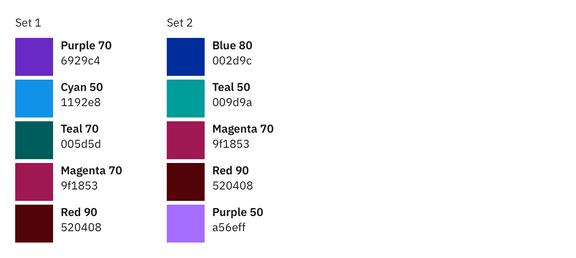 Set 1
Purple 70
6929c4
Cyan 50
1192e8
Teal 70
005d5d
Magenta 70
9f1853
Red 90
520408
Set 2
Blue 80
002d9c
Teal 50
009d9a
Magenta 70
9f1853
Red 90
520408
Purple 50
a56eff